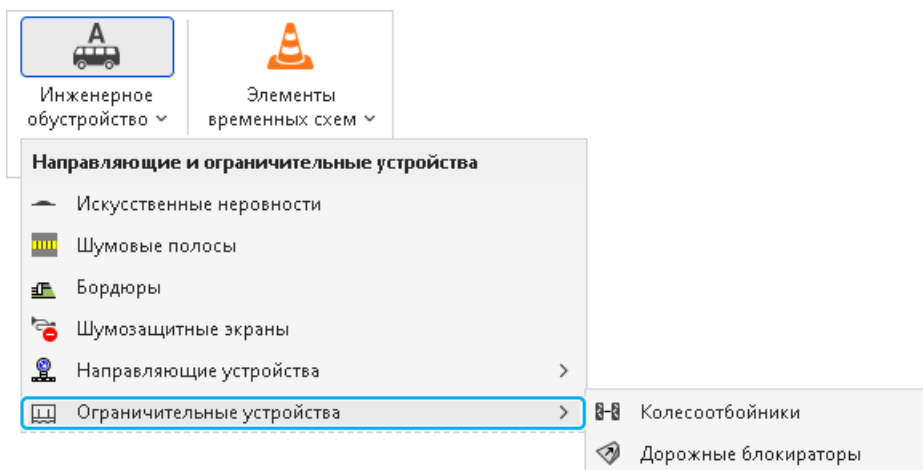 A
Инженерное
обустройство
Элементы
временных схем
Направляющие и ограничительные устройства
Искусственные неровности
Шумовые полосы
Бордюры
Шумозащитные экраны
Направляющие устройства
Ограничительные устройства
Колесоотбойники
Дорожные блокираторы